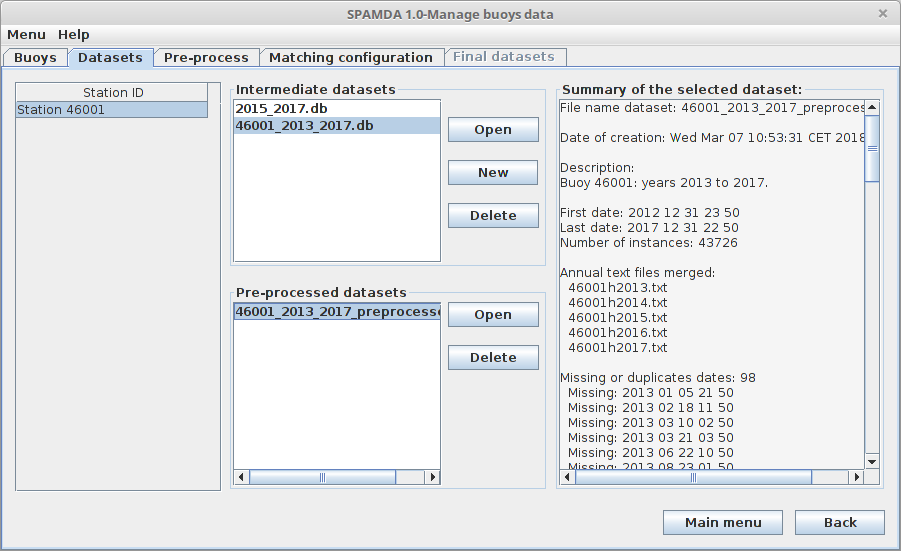 SPAMDA 1.0-Manage buoys data
Menu Help
Buoys Datasets Pre-process Matching configuration Final datasets
Station ID
Station 46001
Intermediate datasets
2015_2017.db
46001_2013_2017.db
Open
New
Delete
Pre-processed datasets
46001_2013_2017_preprocesse
Open
Delete
Summary of the selected dataset:
File name dataset: 46001_2013_2017_preproces
Date of creation: Wed Mar 07 10:53:31 CET 2018
Description:
Buoy 46001: years 2013 to 2017.
First date: 2012 12 31 23 50
Last date: 2017 12 31 22 50
Number of instances: 43726
Annual text files merged:
46001h2013.txt
46001h2014.txt
46001h2015.txt
46001h2016.txt
46001h2017.txt
Missing or duplicates dates: 98
Missing: 2013 01 05 21 50
Missing: 2013 02 18 11 50
Missing: 2013 03 10 02 50
Missing: 2013 03 21 03 50
Missing: 2013 06 22 10 50
Missing: 2013 08 23 01 50
Main menu
Back